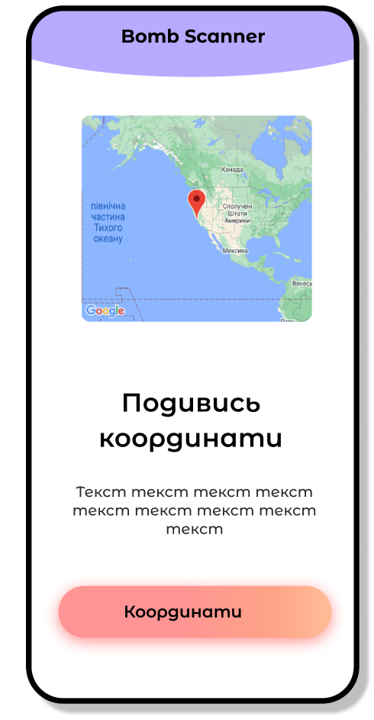 Bomb Scanner
Канада
північна
частина
Тихого
океану
Сполучені
Штати
Америки
Мексика
Венесу
Google
Подивись
координати
Текст текст текст текст
текст текст текст текст
текст
Координати